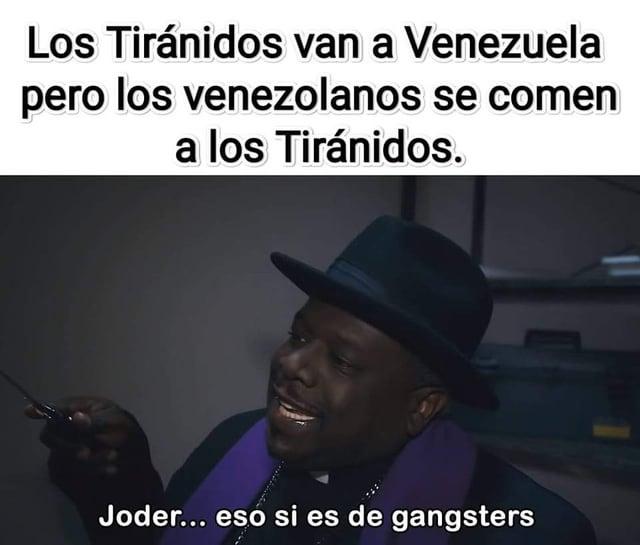 Los Tiránidos van a Venezuela
pero los venezolanos se comen
a los Tiránidos.
Joder... eso si es de gangsters